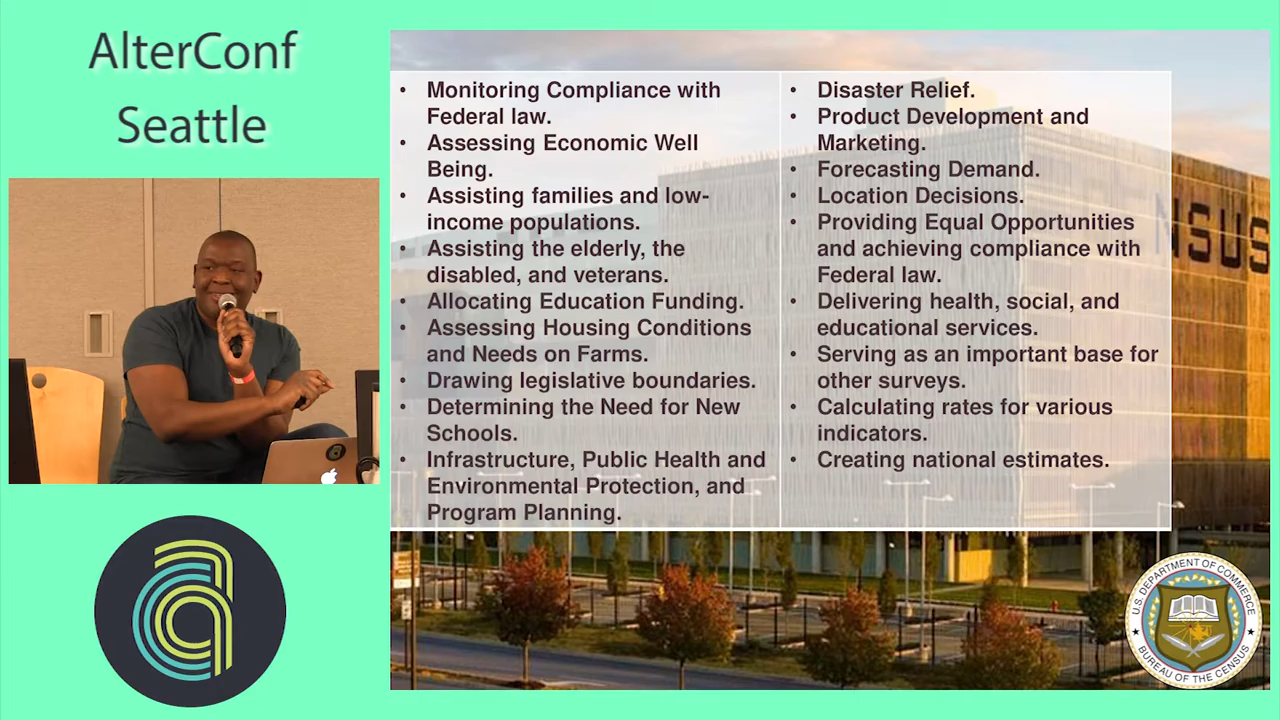 AlterConf
Seattle
• Monitoring Compliance with
Federal law.
• Assessing Economic Well
Being.
• Assisting families and low-
income populations.
• Assisting the elderly, the
disabled, and veterans.
• Allocating Education Funding.
• Assessing Housing Conditions
and Needs on Farms.
• Drawing legislative boundaries.
• Determining the Need for New
Schools.
• Infrastructure, Public Health and
Environmental Protection, and
Program Planning.
• Disaster Relief.
• Product Development and
Marketing.
• Forecasting Demand.
• Location Decisions.
• Providing Equal Opportunities
and achieving compliance with
Federal law.
• Delivering health, social, and
educational services.
• Serving as an important base for
other surveys.
• Calculating rates for various
indicators.
• Creating national estimates.
NSUS
U.S. DEPARTMENT OF COMMERCE
BUREAU OF THE CENSUS